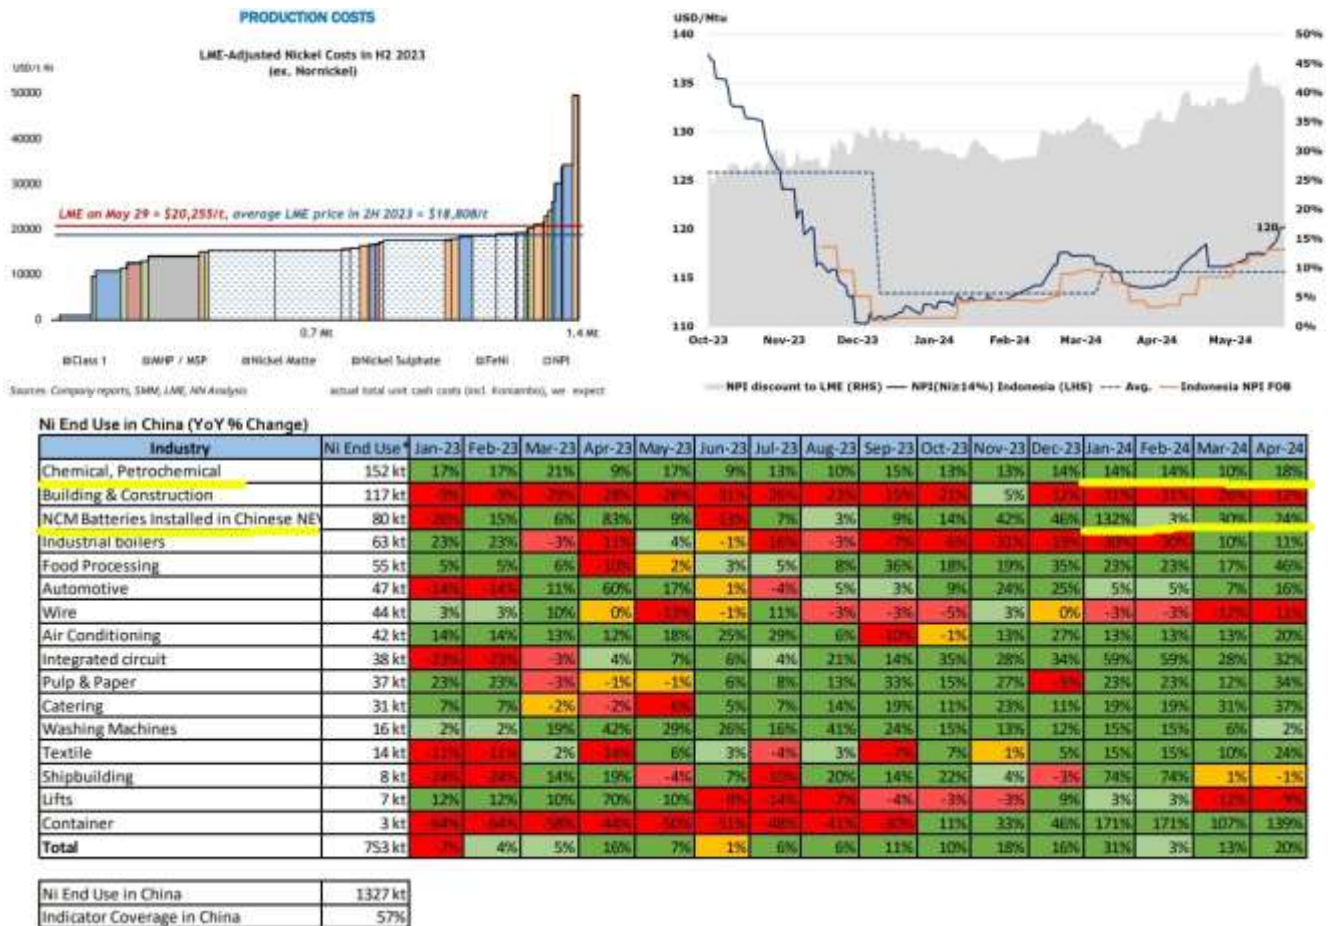 PRODUCTION COSTS
LME-Adjusted Nickel Costs in H2 2023
(ex. Nornickel)
USD/t Ni
50000
40000
30000
20000
10000
0
LME on May 29 = $20,255/t, average LME price in 2H 2023 = $18,808/t
0.7 Mt
1.4 Mt
Class 1 MHP / MSP Nickel Matte Nickel Sulphate FeNi NPI
Sources: Company reports, SMM, LME, NN Analysis actual total unit cash costs (incl. Koniambo), we expect
USD/Mtu
140
135
130
125
120
115
110
50%
45%
40%
35%
30%
25%
20%
15%
10%
5%
0%
120
Oct-23 Nov-23 Dec-23 Jan-24 Feb-24 Mar-24 Apr-24 May-24
NPI discount to LME (RHS) NPI(Ni≥14%) Indonesia (LHS) Avg. Indonesia NPI FOB
Ni End Use in China (YoY % Change)
Industry Ni End Use* Jan-23 Feb-23 Mar-23 Apr-23 May-23 Jun-23 Jul-23 Aug-23 Sep-23 Oct-23 Nov-23 Dec-23 Jan-24 Feb-24 Mar-24 Apr-24
Chemical, Petrochemical 152 kt 17% 17% 21% 9% 17% 9% 13% 10% 15% 13% 13% 14% 14% 14% 10% 18%
Building & Construction 117 kt 5%
NCM Batteries Installed in Chinese NEV 80 kt 15% 6% 83% 9% 7% 3% 9% 14% 42% 46% 132% 3% 30% 24%
Industrial boilers 63 kt 23% 23% -3% 4% -1% -3% 10% 11%
Food Processing 55 kt 5% 5% 6% 2% 3% 5% 8% 36% 18% 19% 35% 23% 23% 17% 46%
Automotive 47 kt 11% 60% 17% 1% -4% 5% 3% 9% 24% 25% 5% 5% 7% 16%
Wire 44 kt 3% 3% 10% 0% -1% 11% -3% -3% -5% 3% 0% -3% -3%
Air Conditioning 42 kt 14% 14% 13% 12% 18% 25% 29% 6% -1% 13% 27% 13% 13% 13% 20%
Integrated circuit 38 kt -3% 4% 7% 6% 4% 21% 14% 35% 28% 34% 59% 59% 28% 32%
Pulp & Paper 37 kt 23% 23% -3% -1% -1% 6% 8% 13% 33% 15% 27% 23% 23% 12% 34%
Catering 31 kt 7% 7% -2% -2% 5% 7% 14% 19% 11% 23% 11% 19% 19% 31% 37%
Washing Machines 16 kt 2% 2% 19% 42% 29% 26% 16% 41% 24% 15% 13% 12% 15% 15% 6% 2%
Textile 14 kt 2% 6% 3% -4% 3% 7% 1% 5% 15% 15% 10% 24%
Shipbuilding 8 kt 14% 19% -4% 7% 20% 14% 22% 4% -3% 74% 74% 1% -1%
Lifts 7 kt 12% 12% 10% 70% 10% -4% -3% -3% 9% 3% 3%
Container 3 kt 11% 33% 46% 171% 171% 107% 139%
Total 753 kt 4% 5% 16% 7% 1% 6% 6% 11% 10% 18% 16% 31% 3% 13% 20%
Ni End Use in China 1327 kt
Indicator Coverage in China 57%